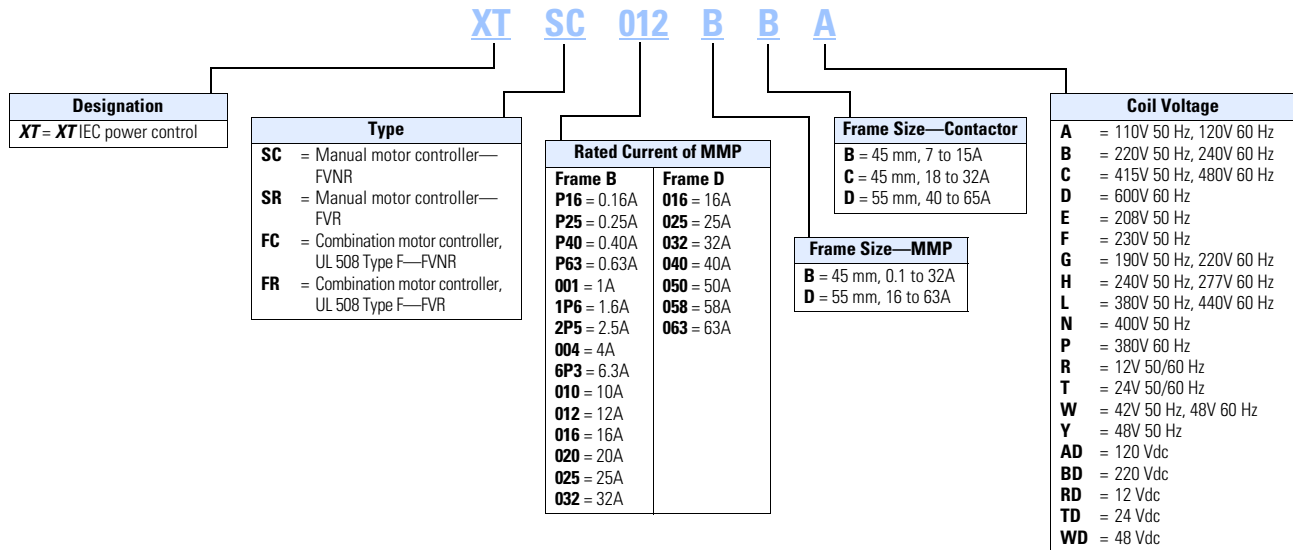 XT SC 012 B B A
Designation
XT = XT IEC power control
Type
SC = Manual motor controller—
FVNR
SR = Manual motor controller—
FVR
FC = Combination motor controller,
UL 508 Type F—FVNR
FR = Combination motor controller,
UL 508 Type F—FVR
Rated Current of MMP
Frame B
P16 = 0.16A
P25 = 0.25A
P40 = 0.40A
P63 = 0.63A
001 = 1A
1P6 = 1.6A
2P5 = 2.5A
004 = 4A
6P3 = 6.3A
010 = 10A
012 = 12A
016 = 16A
020 = 20A
025 = 25A
032 = 32A
Frame D
016 = 16A
025 = 25A
032 = 32A
040 = 40A
050 = 50A
058 = 58A
063 = 63A
Frame Size—MMP
B = 45 mm, 0.1 to 32A
D = 55 mm, 16 to 63A
Frame Size—Contactor
B = 45 mm, 7 to 15A
C = 45 mm, 18 to 32A
D = 55 mm, 40 to 65A
Coil Voltage
A = 110V 50 Hz, 120V 60 Hz
B = 220V 50 Hz, 240V 60 Hz
C = 415V 50 Hz, 480V 60 Hz
D = 600V 60 Hz
E = 208V 50 Hz
F = 230V 50 Hz
G = 190V 50 Hz, 220V 60 Hz
H = 240V 50 Hz, 277V 60 Hz
L = 380V 50 Hz, 440V 60 Hz
N = 400V 50 Hz
P = 380V 60 Hz
R = 12V 50/60 Hz
T = 24V 50/60 Hz
W = 42V 50 Hz, 48V 60 Hz
Y = 48V 50 Hz
AD = 120 Vdc
BD = 220 Vdc
RD = 12 Vdc
TD = 24 Vdc
WD = 48 Vdc